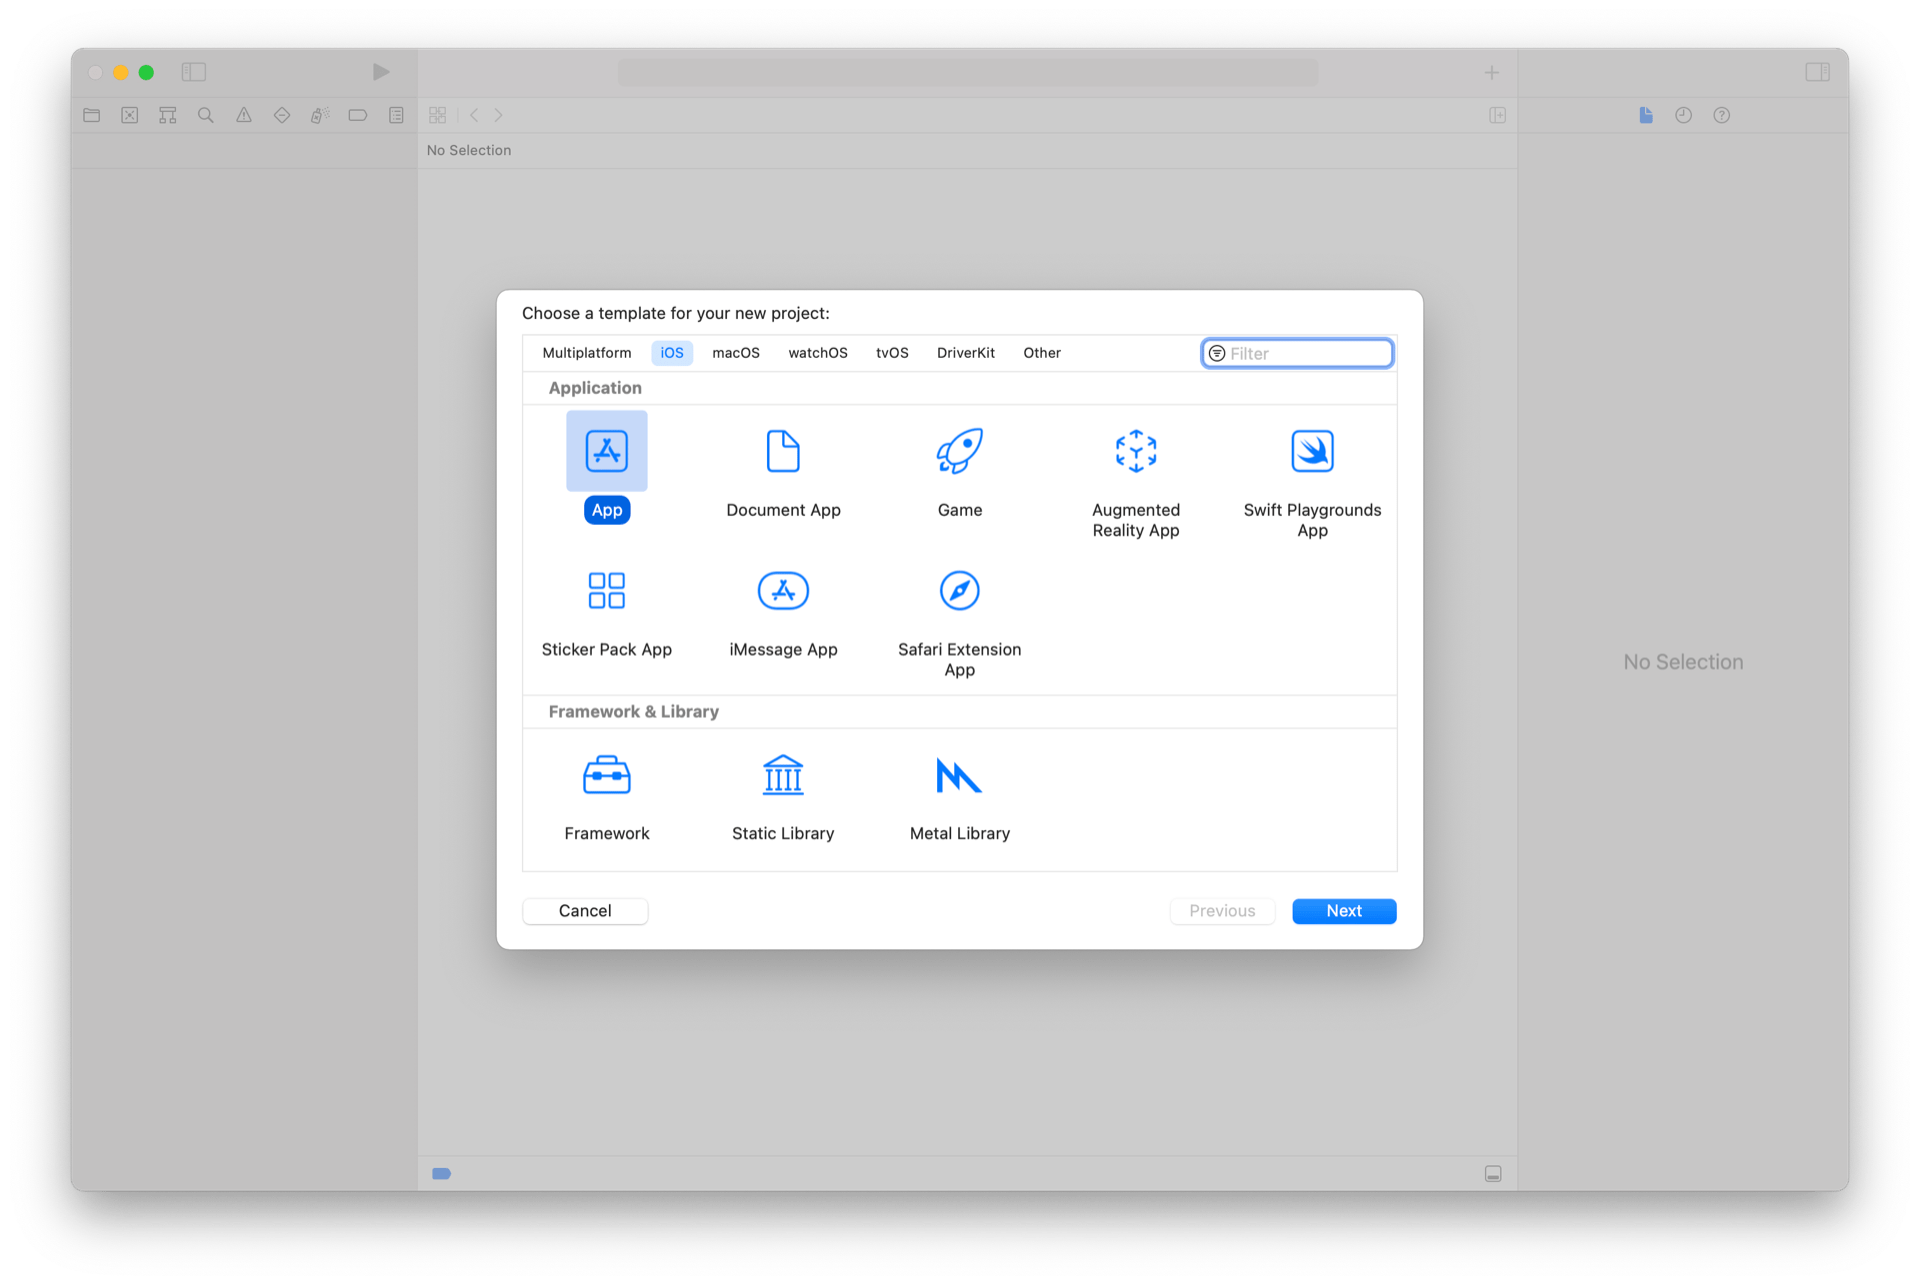 No Selection
Choose a template for your new project:
Multiplatform iOS macOS watchOS tvOS DriverKit Other Filter
Application
App Document App Game Augmented Reality App Swift Playgrounds App
Sticker Pack App iMessage App Safari Extension App
No Selection
Framework & Library
Framework Static Library Metal Library
Cancel Previous Next